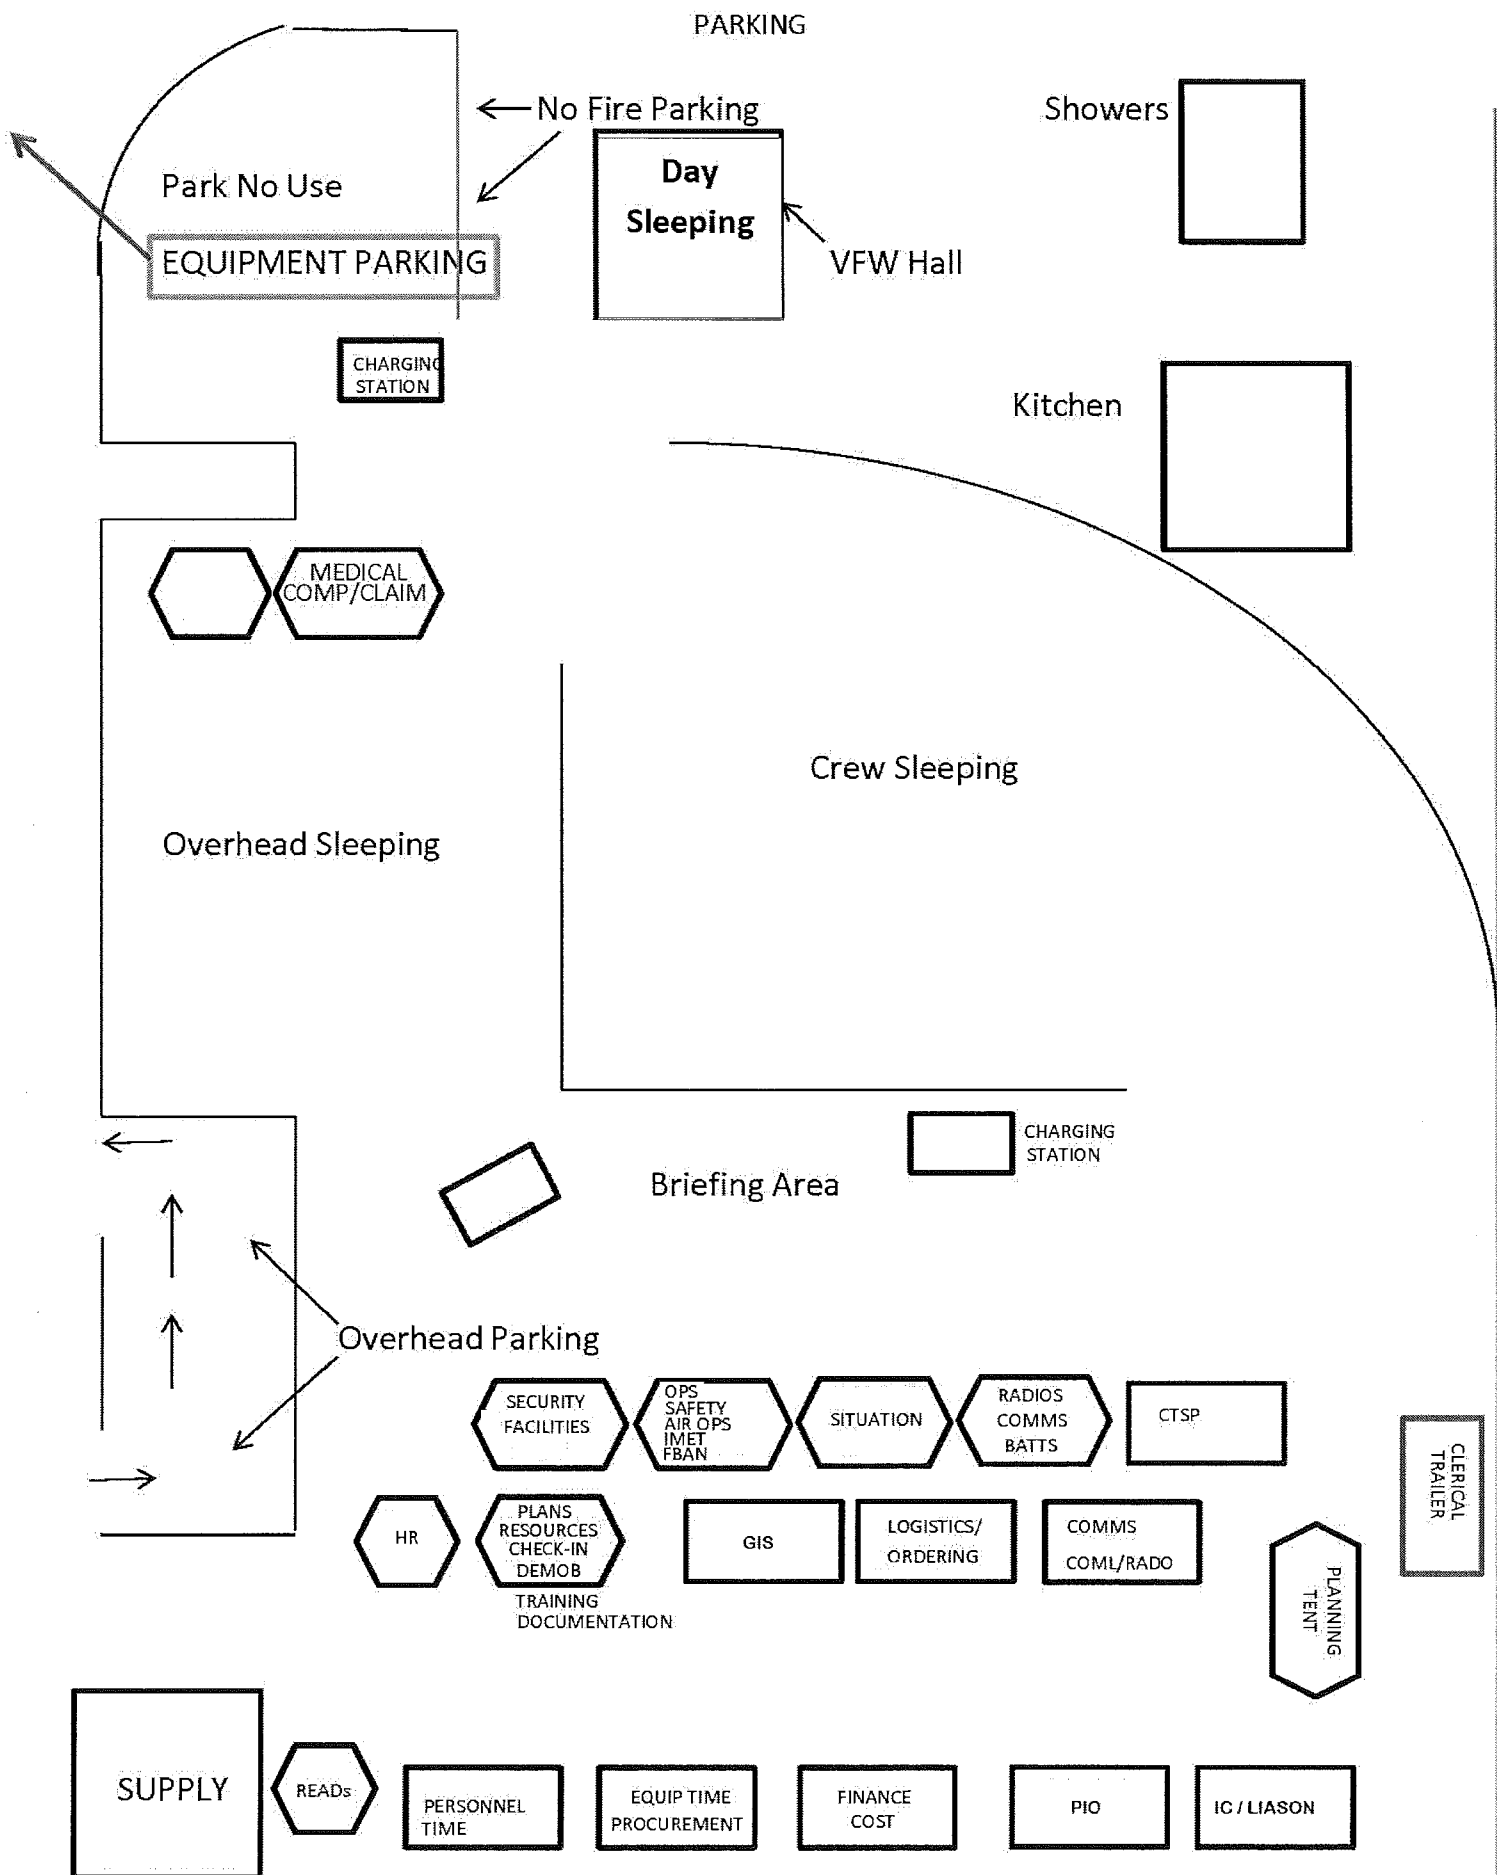 PARKING
No Fire Parking
Showers
Day
Sleeping
Park No Use
EQUIPMENT PARKING
VFW Hall
CHARGING
STATION
Kitchen
MEDICAL
COMP/CLAIM
Crew Sleeping
Overhead Sleeping
CHARGING
STATION
Briefing Area
Overhead Parking
SECURITY
FACILITIES
OPS
SAFETY
AIR OPS
IMET
FBAN
SITUATION
RADIOS
COMMS
BATTS
CTSP
CLERICAL
TRAILER
HR
PLANS
RESOURCES
CHECK-IN
DEMOB
TRAINING
DOCUMENTATION
GIS
LOGISTICS/
ORDERING
COMMS
COML/RADO
PLANNING
TENT
SUPPLY
READs
PERSONNEL
TIME
EQUIP TIME
PROCUREMENT
FINANCE
COST
PIO
IC / LIASON